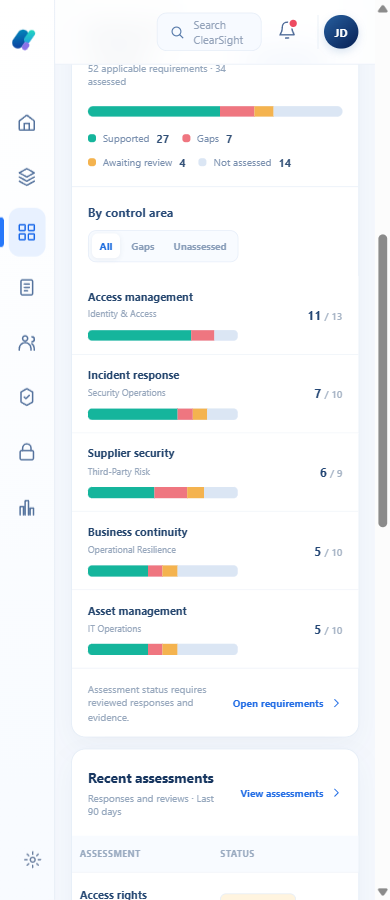 Search
ClearSight
JD
52 applicable requirements · 34
assessed
Supported 27 Gaps 7
Awaiting review 4 Not assessed 14
By control area
All Gaps Unassessed
Access management
Identity & Access
11 / 13
Incident response
Security Operations
7 / 10
Supplier security
Third-Party Risk
6 / 9
Business continuity
Operational Resilience
5 / 10
Asset management
IT Operations
5 / 10
Assessment status requires
reviewed responses and
evidence.
Open requirements
Recent assessments
View assessments
Responses and reviews · Last
90 days
ASSESSMENT STATUS
Access rights